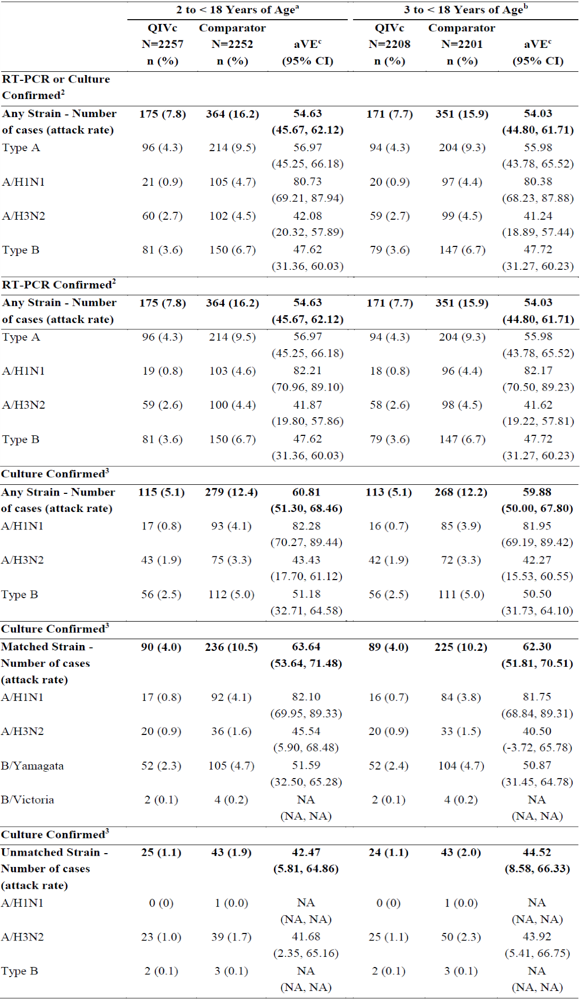 2 to < 18 Years of Ageᵃ 3 to < 18 Years of Ageᵇ
QIVc Comparator QIVc Comparator
N=2257 N=2252 aVEᶜ N=2208 N=2201 aVEᶜ
n (%) n (%) (95% CI) n (%) n (%) (95% CI)
RT-PCR or Culture
Confirmed²
Any Strain - Number 175 (7.8) 364 (16.2) 54.63 171 (7.7) 351 (15.9) 54.03
of cases (attack rate) (45.67, 62.12) (44.80, 61.71)
Type A 96 (4.3) 214 (9.5) 56.97 94 (4.3) 204 (9.3) 55.98
(45.25, 66.18) (43.78, 65.52)
A/H1N1 21 (0.9) 105 (4.7) 80.73 20 (0.9) 97 (4.4) 80.38
(69.21, 87.94) (68.23, 87.88)
A/H3N2 60 (2.7) 102 (4.5) 42.08 59 (2.7) 99 (4.5) 41.24
(20.32, 57.89) (18.89, 57.44)
Type B 81 (3.6) 150 (6.7) 47.62 79 (3.6) 147 (6.7) 47.72
(31.36, 60.03) (31.27, 60.23)
RT-PCR Confirmed²
Any Strain - Number 175 (7.8) 364 (16.2) 54.63 171 (7.7) 351 (15.9) 54.03
of cases (attack rate) (45.67, 62.12) (44.80, 61.71)
Type A 96 (4.3) 214 (9.5) 56.97 94 (4.3) 204 (9.3) 55.98
(45.25, 66.18) (43.78, 65.52)
A/H1N1 19 (0.8) 103 (4.6) 82.21 18 (0.8) 96 (4.4) 82.17
(70.96, 89.10) (70.50, 89.23)
A/H3N2 59 (2.6) 100 (4.4) 41.87 58 (2.6) 98 (4.5) 41.62
(19.80, 57.86) (19.22, 57.81)
Type B 81 (3.6) 150 (6.7) 47.62 79 (3.6) 147 (6.7) 47.72
(31.36, 60.03) (31.27, 60.23)
Culture Confirmed³
Any Strain - Number 115 (5.1) 279 (12.4) 60.81 113 (5.1) 268 (12.2) 59.88
of cases (attack rate) (51.30, 68.46) (50.00, 67.80)
A/H1N1 17 (0.8) 93 (4.1) 82.28 16 (0.7) 85 (3.9) 81.95
(70.27, 89.44) (69.19, 89.42)
A/H3N2 43 (1.9) 75 (3.3) 43.43 42 (1.9) 72 (3.3) 42.27
(17.70, 61.12) (15.53, 60.55)
Type B 56 (2.5) 112 (5.0) 51.18 56 (2.5) 111 (5.0) 50.50
(32.71, 64.58) (31.73, 64.10)
Culture Confirmed³
Matched Strain - 90 (4.0) 236 (10.5) 63.64 89 (4.0) 225 (10.2) 62.30
Number of cases (53.64, 71.48) (51.81, 70.51)
(attack rate)
A/H1N1 17 (0.8) 92 (4.1) 82.10 16 (0.7) 84 (3.8) 81.75
(69.95, 89.33) (68.84, 89.31)
A/H3N2 20 (0.9) 36 (1.6) 45.54 20 (0.9) 33 (1.5) 40.50
(5.90, 68.48) (-3.72, 65.78)
B/Yamagata 52 (2.3) 105 (4.7) 51.59 52 (2.4) 104 (4.7) 50.87
(32.50, 65.28) (31.45, 64.78)
B/Victoria 2 (0.1) 4 (0.2) NA 2 (0.1) 4 (0.2) NA
(NA, NA) (NA, NA)
Culture Confirmed³
Unmatched Strain - 25 (1.1) 43 (1.9) 42.47 24 (1.1) 43 (2.0) 44.52
Number of cases (5.81, 64.86) (8.58, 66.33)
(attack rate)
A/H1N1 0 (0) 1 (0.0) NA 0 (0) 1 (0.0) NA
(NA, NA) (NA, NA)
A/H3N2 23 (1.0) 39 (1.7) 41.68 25 (1.1) 50 (2.3) 43.92
(2.35, 65.16) (5.41, 66.75)
Type B 2 (0.1) 3 (0.1) NA 2 (0.1) 3 (0.1) NA
(NA, NA) (NA, NA)